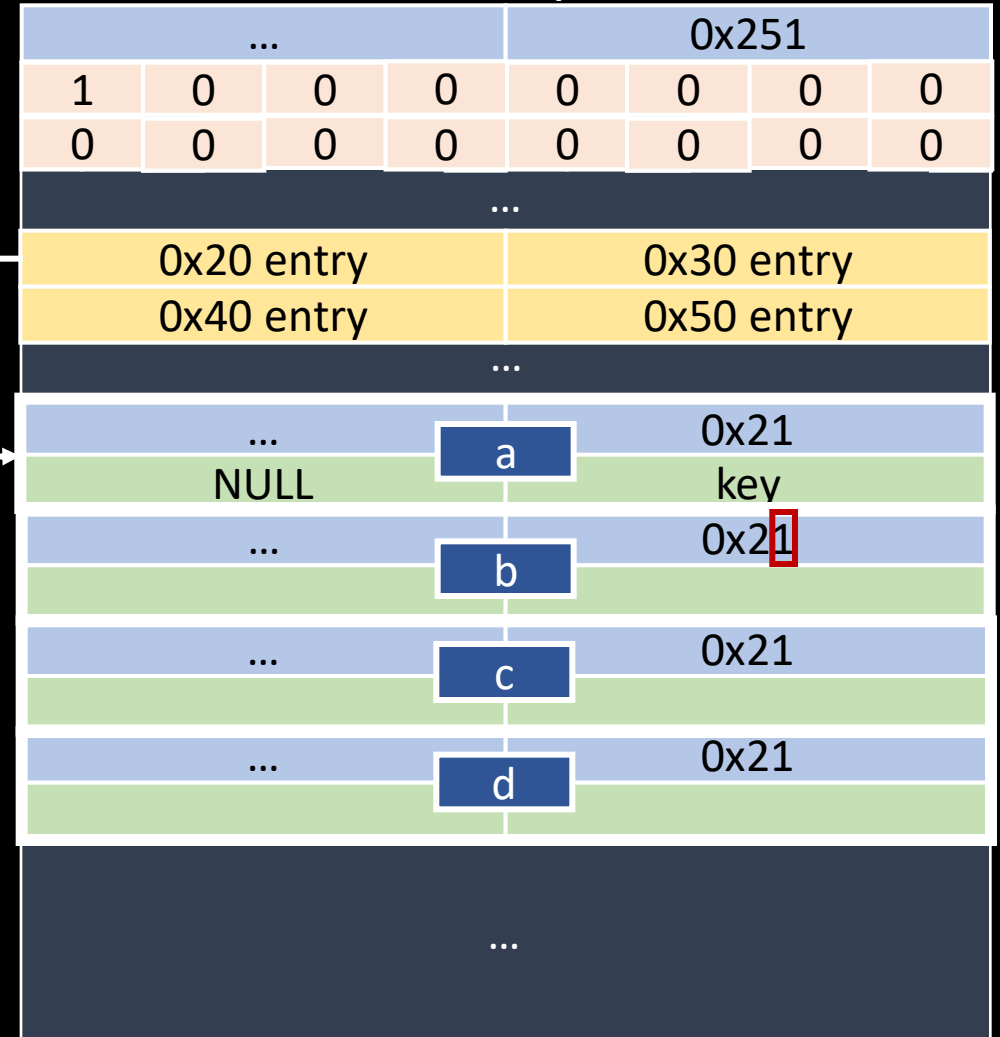 ... 0x251
1 0 0 0 0 0 0 0
0 0 0 0 0 0 0 0
...
0x20 entry 0x30 entry
0x40 entry 0x50 entry
...
... 0x21
a
NULL key
... 0x21
b
... 0x21
c
... 0x21
d
...